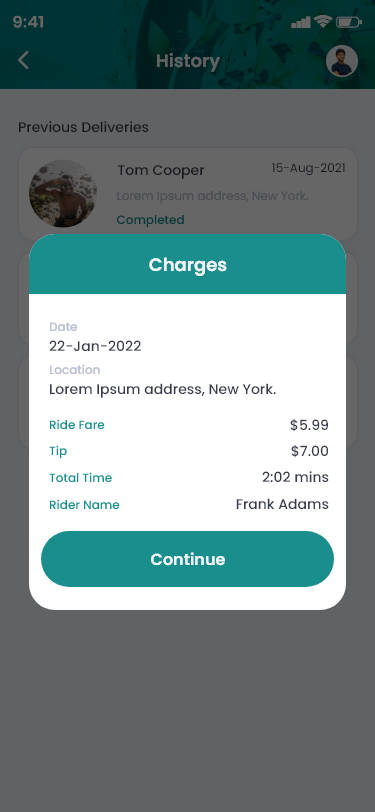 9:41
History
Previous Deliveries
Tom Cooper
15-Aug-2021
Lorem Ipsum address, New York.
Completed
Charges
Date
22-Jan-2022
Location
Lorem Ipsum address, New York.
Ride Fare $5.99
Tip $7.00
Total Time 2:02 mins
Rider Name Frank Adams
Continue